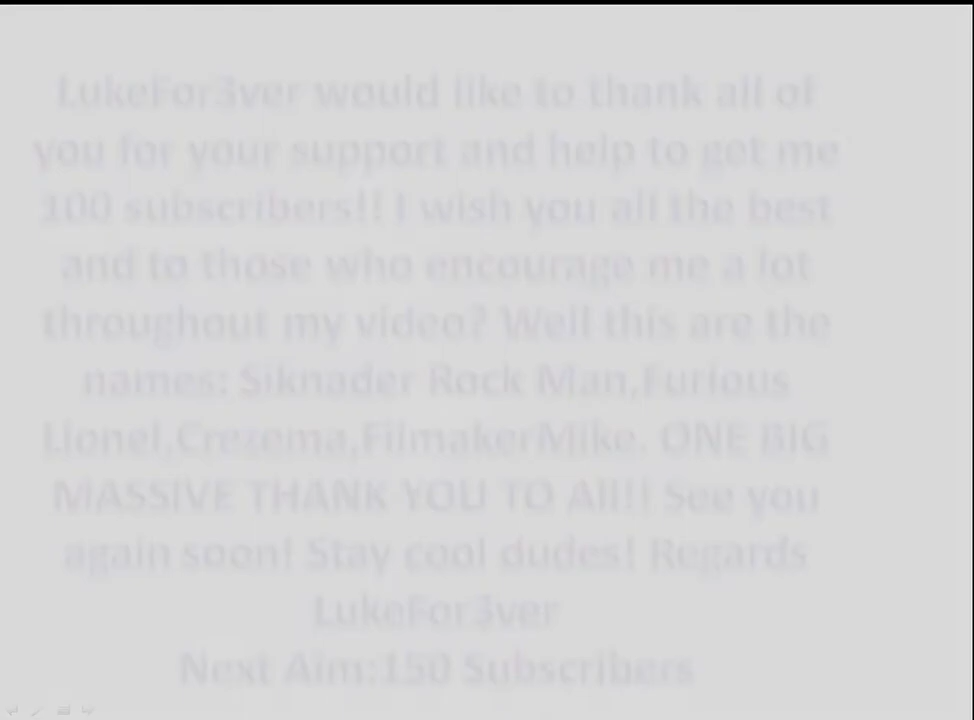 LukeFor3ver would like to thank all of
you for your support and help to get me
100 subscribers!! I wish you all the best
and to those who encourage me a lot
throughout my video? Well this are the
names: Siknader Rock Man,Furious
Lionel,Crezema,FilmakerMike. ONE BIG
MASSIVE THANK YOU TO All!!! See you
again soon! Stay cool dudes! Regards
LukeFor3ver
Next Aim:150 Subscribers